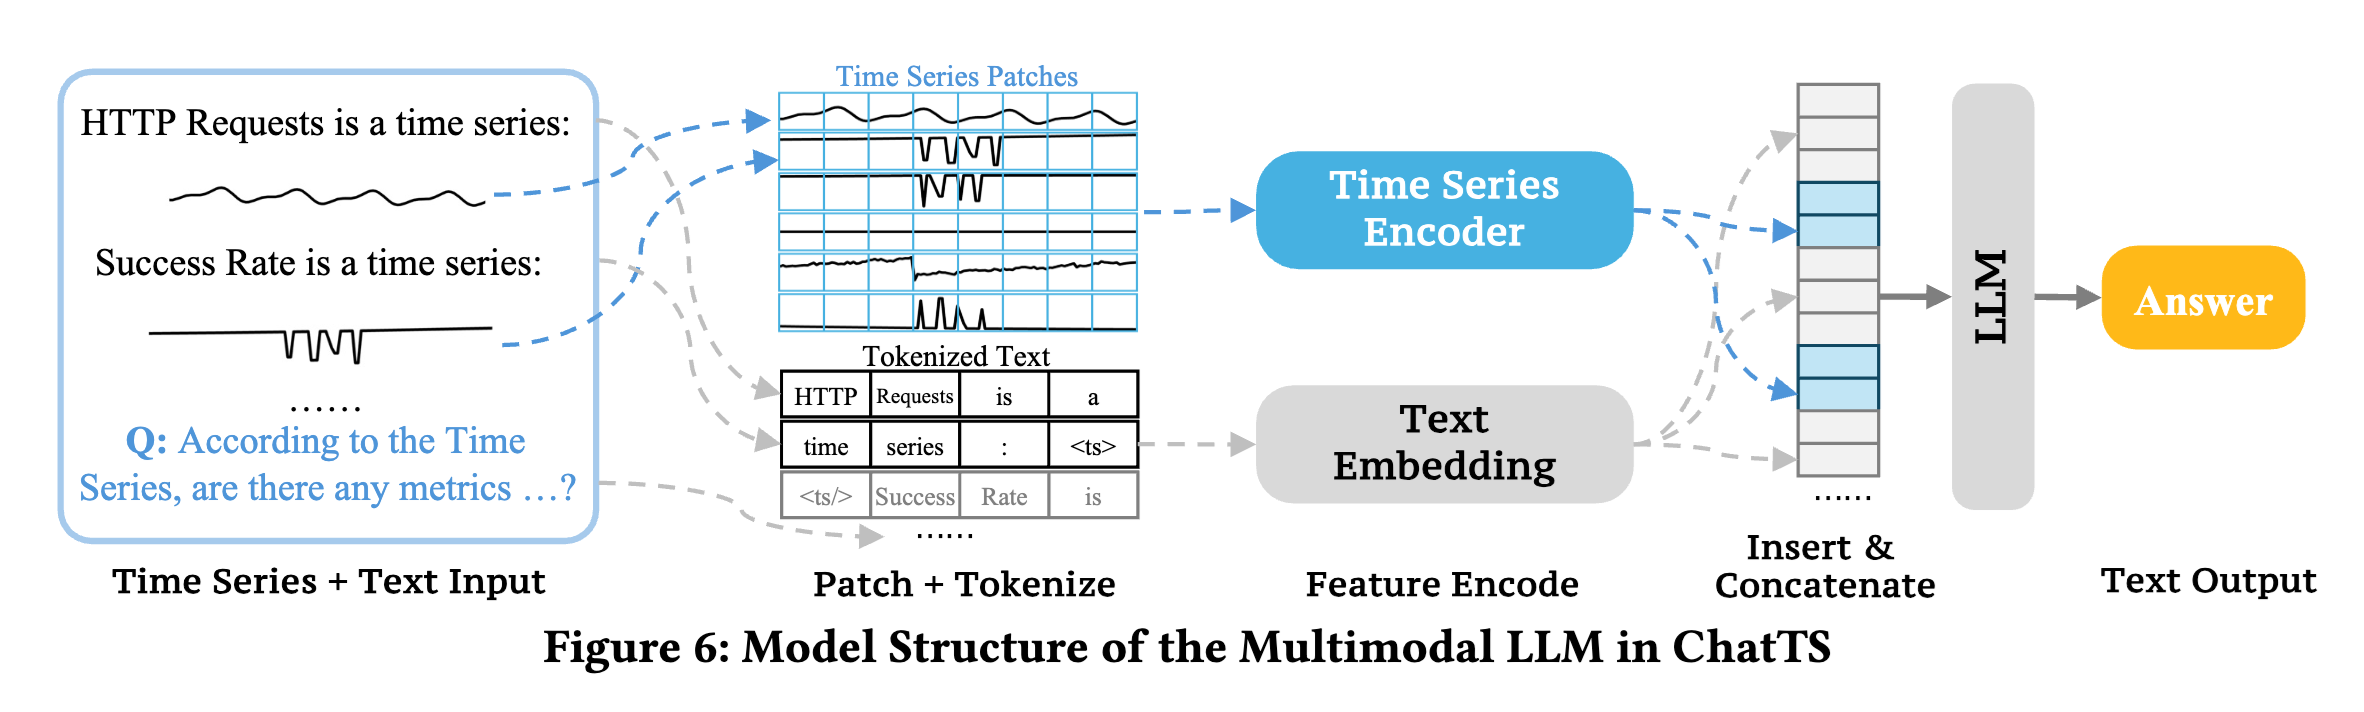 HTTP Requests is a time series:
Success Rate is a time series:
......
Q: According to the Time
Series, are there any metrics ...?
Time Series + Text Input
Time Series Patches
Tokenized Text
HTTP Requests is a
time series : <ts>
<ts/> Success Rate is
......
Patch + Tokenize
Time Series
Encoder
Text
Embedding
Feature Encode
......
Insert &
Concatenate
LLM
Answer
Text Output
Figure 6: Model Structure of the Multimodal LLM in ChatTS